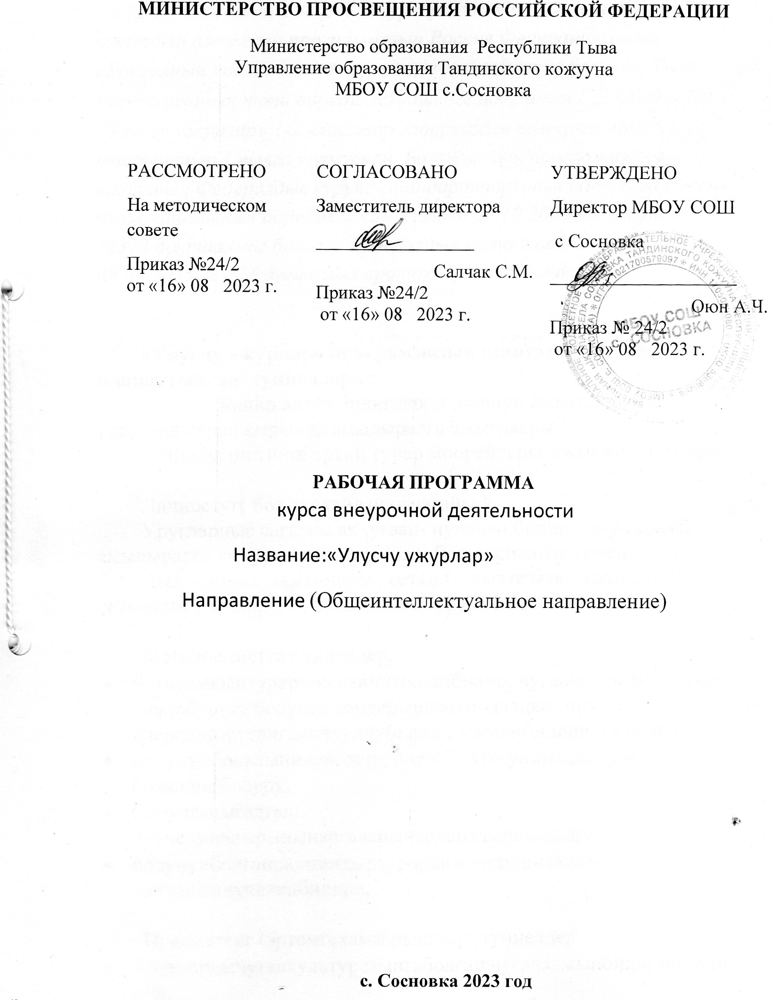 МИНИСТЕРСТВО ПРОСВЕЩЕНИЯ РОССИЙСКОЙ ФЕДЕРАЦИИ
Министерство образования  Республики Тыва
Управление образования Тандинского кожууна
МБОУ СОШ с.Сосновка
РАССМОТРЕНО
На методическом
совете
Приказ №24/2
от «16» 08   2023 г.
СОГЛАСОВАНО
Заместитель директора
Салчак С.М.
Приказ №24/2
от «16» 08   2023 г.
УТВЕРЖДЕНО
Директор МБОУ СОШ
с Сосновка
Оюн А.Ч.
Приказ № 24/2
от «16» 08   2023 г.
МБОУ СОШ
с. СОСНОВКА
РАБОЧАЯ ПРОГРАММА
курса внеурочной деятельности
Название:«Улусчу ужурлар»
Направление (Общеинтеллектуальное направление)
с. Сосновка 2023 год